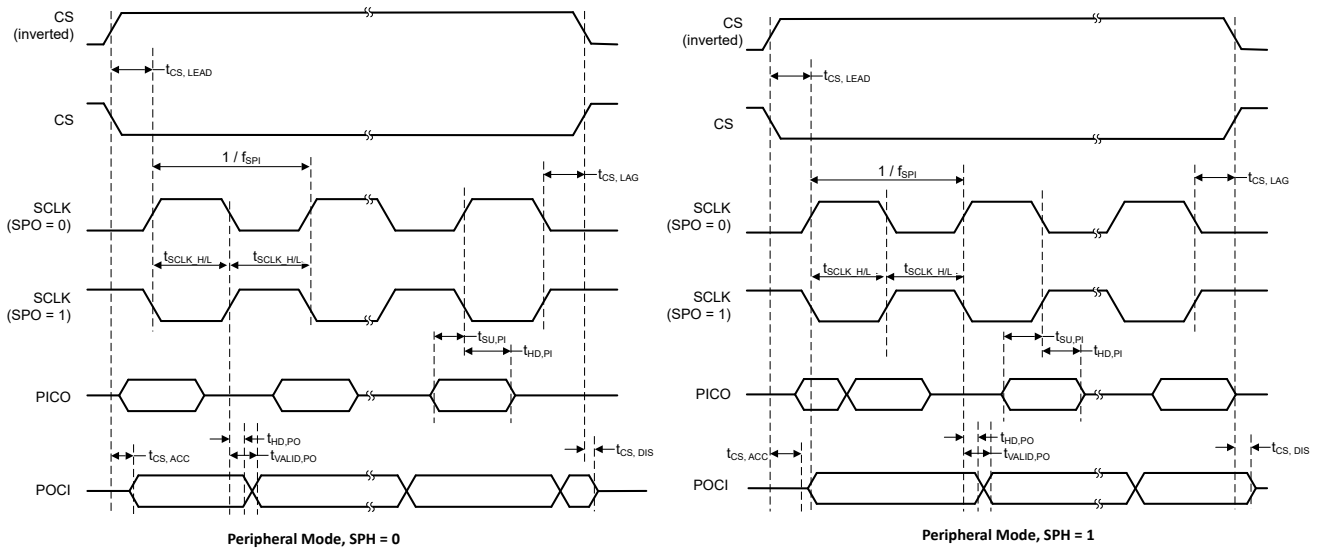 CS
(inverted)
tCS, LEAD
CS
1 / fSPI
tCS, LAG
SCLK
(SPO = 0)
tSCLK_H/L
tSCLK_H/L
SCLK
(SPO = 1)
tSU,PI
tHD,PI
PICO
tHD,PO
tVALID,PO
tCS, ACC
tCS, DIS
POCI
Peripheral Mode, SPH = 0
CS
(inverted)
tCS, LEAD
CS
1 / fSPI
tCS, LAG
SCLK
(SPO = 0)
tSCLK_H/L
tSCLK_H/L
SCLK
(SPO = 1)
tSU,PI
tHD,PI
PICO
tHD,PO
tVALID,PO
tCS, ACC
tCS, DIS
POCI
Peripheral Mode, SPH = 1